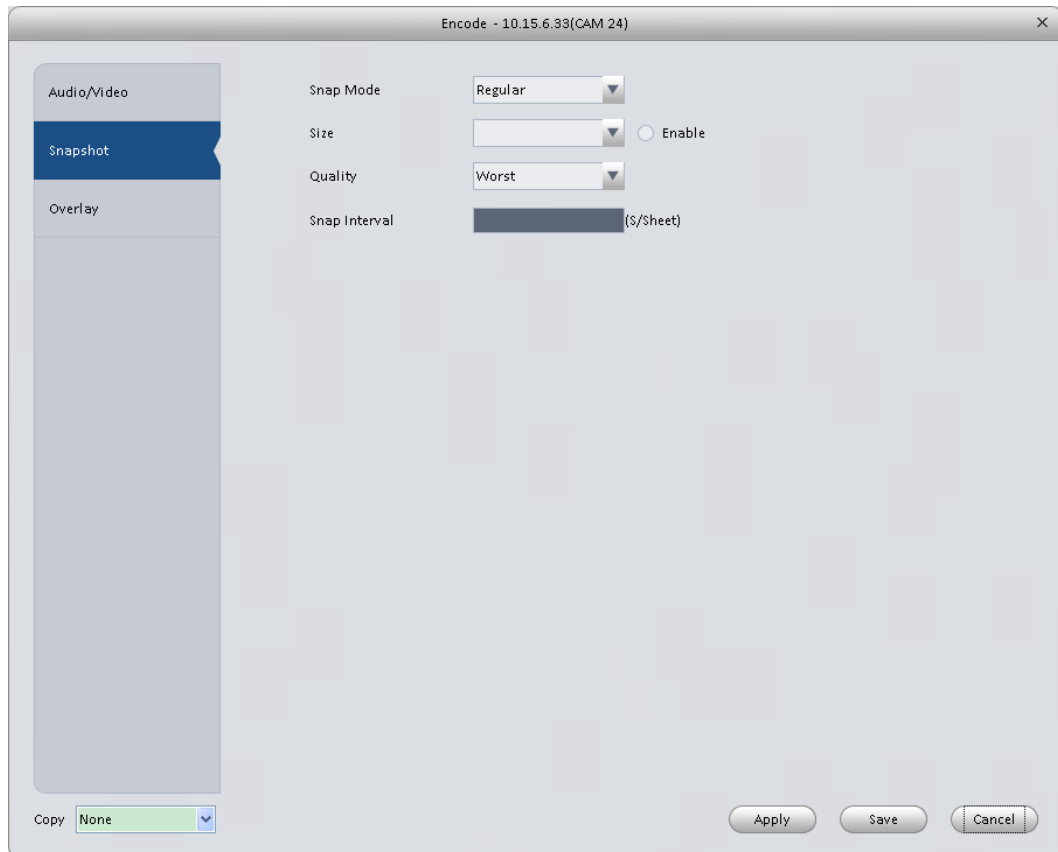 Encode - 10.15.6.33(CAM 24)
Audio/Video
Snapshot
Overlay
Snap Mode Regular
Size Enable
Quality Worst
Snap Interval (S/Sheet)
Copy None
Apply Save Cancel